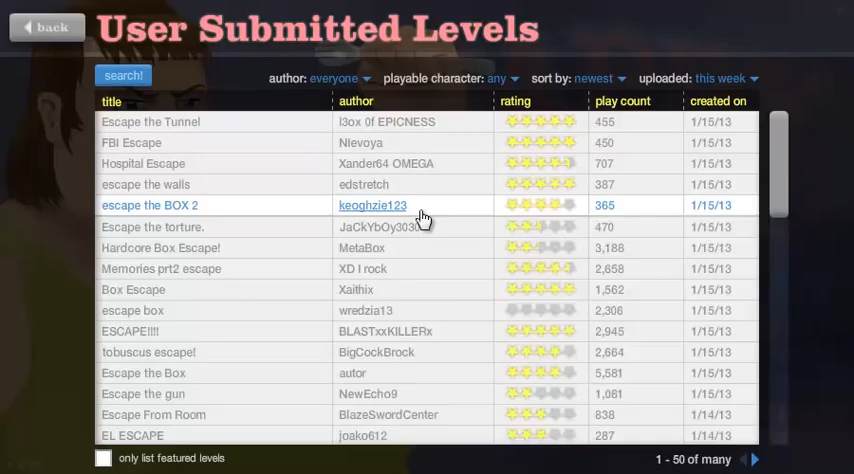 back
User Submitted Levels
search!
author: everyone playable character: any sort by: newest uploaded: this week
title author rating play count created on
Escape the Tunnel l3ox 0f EPICNESS 455 1/15/13
FBI Escape Nlevoya 450 1/15/13
Hospital Escape Xander64 OMEGA 707 1/15/13
escape the walls edstretch 387 1/15/13
escape the BOX 2 keoghzie123 365 1/15/13
Escape the torture. 470 1/15/13
Hardcore Box Escape! MetaBox 3,188 1/15/13
Memories prt2 escape XD I rock 2,658 1/15/13
Box Escape Xaithix 1,562 1/15/13
escape box wredzia13 2,306 1/15/13
ESCAPE!!!! BLASTxxKILLERx 2,945 1/15/13
tobuscus escape! BigCockBrock 2,664 1/15/13
Escape the Box autor 5,581 1/15/13
Escape the gun NewEcho9 1,081 1/15/13
Escape From Room BlazeSwordCenter 838 1/14/13
EL ESCAPE joako612 287 1/14/13
only list featured levels 1 - 50 of many